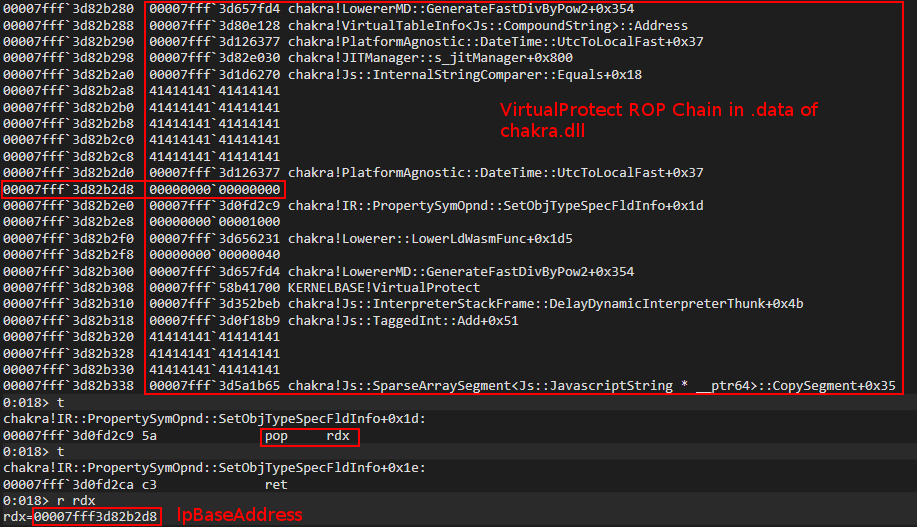 00007fff`3d82b280 00007fff`3d657fd4 chakra!LowererMD::GenerateFastDivByPow2+0x354
00007fff`3d82b288 00007fff`3d80e128 chakra!VirtualTableInfo<Js::CompoundString>::Address
00007fff`3d82b290 00007fff`3d126377 chakra!PlatformAgnostic::DateTime::UtcToLocalFast+0x37
00007fff`3d82b298 00007fff`3d82e030 chakra!JITManager::s_jitManager+0x800
00007fff`3d82b2a0 00007fff`3d1d6270 chakra!Js::InternalStringComparer::Equals+0x18
00007fff`3d82b2a8 41414141`41414141
00007fff`3d82b2b0 41414141`41414141
00007fff`3d82b2b8 41414141`41414141
00007fff`3d82b2c0 41414141`41414141
00007fff`3d82b2c8 41414141`41414141
VirtualProtect ROP Chain in .data of
chakra.dll
00007fff`3d82b2d0 00007fff`3d126377 chakra!PlatformAgnostic::DateTime::UtcToLocalFast+0x37
00007fff`3d82b2d8 00000000`00000000
00007fff`3d82b2e0 00007fff`3d0fd2c9 chakra!IR::PropertySymOpnd::SetObjTypeSpecFldInfo+0x1d
00007fff`3d82b2e8 00000000`00001000
00007fff`3d82b2f0 00007fff`3d656231 chakra!Lowerer::LowerLdWasmFunc+0x1d5
00007fff`3d82b2f8 00000000`00000040
00007fff`3d82b300 00007fff`3d657fd4 chakra!LowererMD::GenerateFastDivByPow2+0x354
00007fff`3d82b308 00007fff`58b41700 KERNELBASE!VirtualProtect
00007fff`3d82b310 00007fff`3d352beb chakra!Js::InterpreterStackFrame::DelayDynamicInterpreterThunk+0x4b
00007fff`3d82b318 00007fff`3d0f18b9 chakra!Js::TaggedInt::Add+0x51
00007fff`3d82b320 41414141`41414141
00007fff`3d82b328 41414141`41414141
00007fff`3d82b330 41414141`41414141
00007fff`3d82b338 00007fff`3d5a1b65 chakra!Js::SparseArraySegment<Js::JavascriptString * __ptr64>::CopySegment+0x35
0:018> t
chakra!IR::PropertySymOpnd::SetObjTypeSpecFldInfo+0x1d:
00007fff`3d0fd2c9 5a pop rdx
0:018> t
chakra!IR::PropertySymOpnd::SetObjTypeSpecFldInfo+0x1e:
00007fff`3d0fd2ca c3 ret
0:018> r rdx
rdx=00007fff3d82b2d8 lpBaseAddress